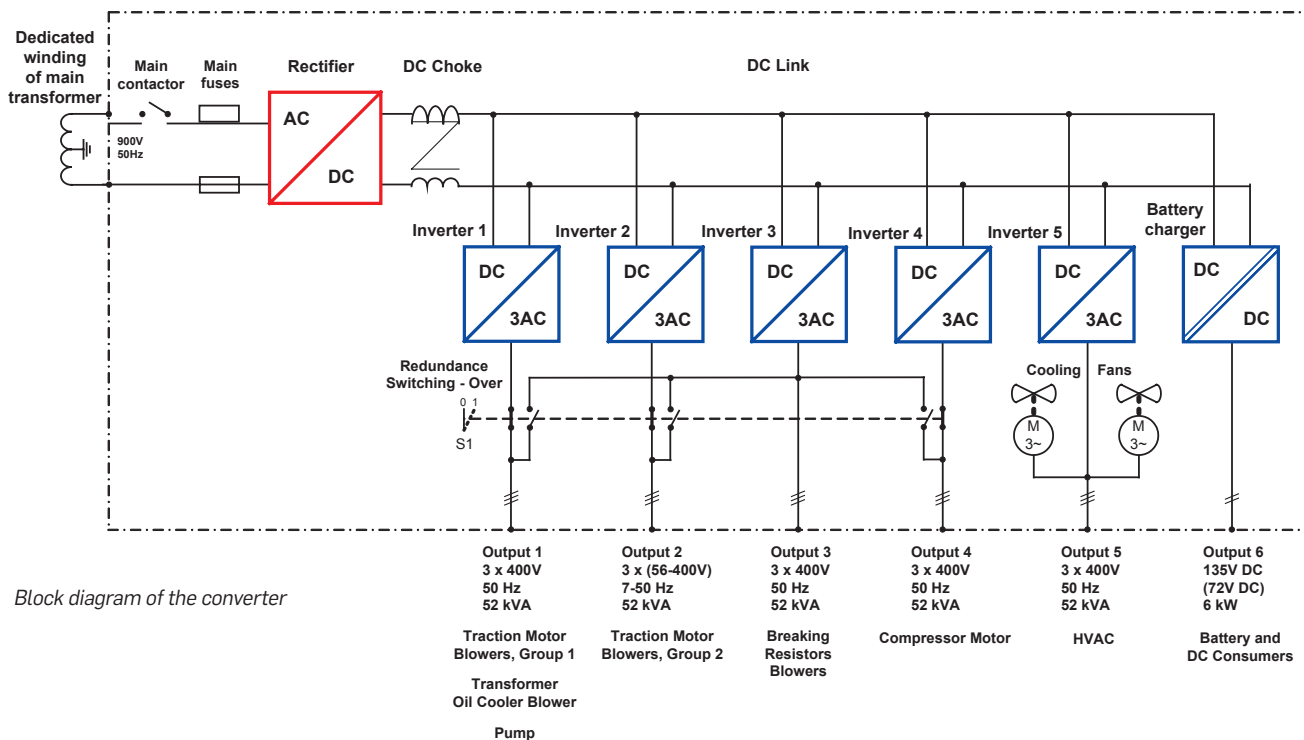 Dedicated
winding
of main
transformer
Main
contactor
Main
fuses
Rectifier
DC Choke
DC Link
900V
50Hz
AC
DC
Inverter 1
Inverter 2
Inverter 3
Inverter 4
Inverter 5
Battery
charger
DC
3AC
DC
3AC
DC
3AC
DC
3AC
DC
3AC
DC
DC
Redundance
Switching - Over
0 1
S1
Cooling Fans
M
3~
M
3~
Output 1
3 x 400V
50 Hz
52 kVA
Traction Motor
Blowers, Group 1
Transformer
Oil Cooler Blower
Pump
Output 2
3 x (56-400V)
7-50 Hz
52 kVA
Traction Motor
Blowers, Group 2
Output 3
3 x 400V
50 Hz
52 kVA
Breaking
Resistors
Blowers
Output 4
3 x 400V
50 Hz
52 kVA
Compressor Motor
Output 5
3 x 400V
50 Hz
52 kVA
HVAC
Output 6
135V DC
(72V DC)
6 kW
Battery and
DC Consumers
Block diagram of the converter